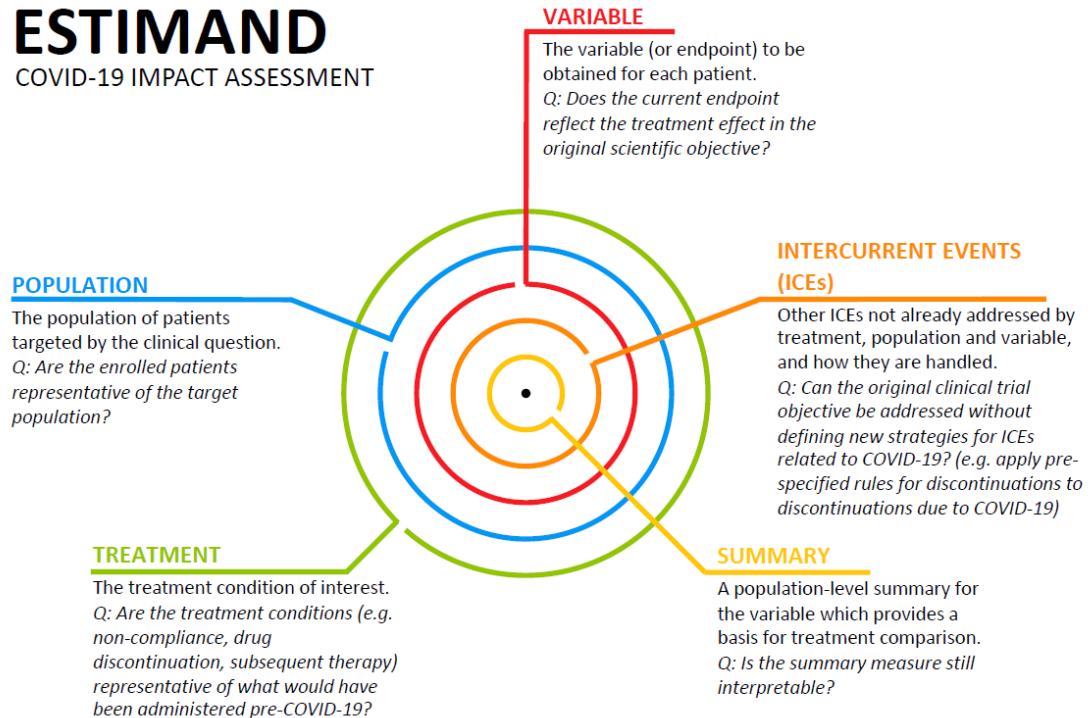 ESTIMAND
COVID-19 IMPACT ASSESSMENT
VARIABLE
The variable (or endpoint) to be
obtained for each patient.
Q: Does the current endpoint
reflect the treatment effect in the
original scientific objective?
POPULATION
The population of patients
targeted by the clinical question.
Q: Are the enrolled patients
representative of the target
population?
INTERCURRENT EVENTS
(ICEs)
Other ICEs not already addressed by
treatment, population and variable,
and how they are handled.
Q: Can the original clinical trial
objective be addressed without
defining new strategies for ICEs
related to COVID-19? (e.g. apply pre-
specified rules for discontinuations to
discontinuations due to COVID-19)
TREATMENT
The treatment condition of interest.
Q: Are the treatment conditions (e.g.
non-compliance, drug
discontinuation, subsequent therapy)
representative of what would have
been administered pre-COVID-19?
SUMMARY
A population-level summary for
the variable which provides a
basis for treatment comparison.
Q: Is the summary measure still
interpretable?